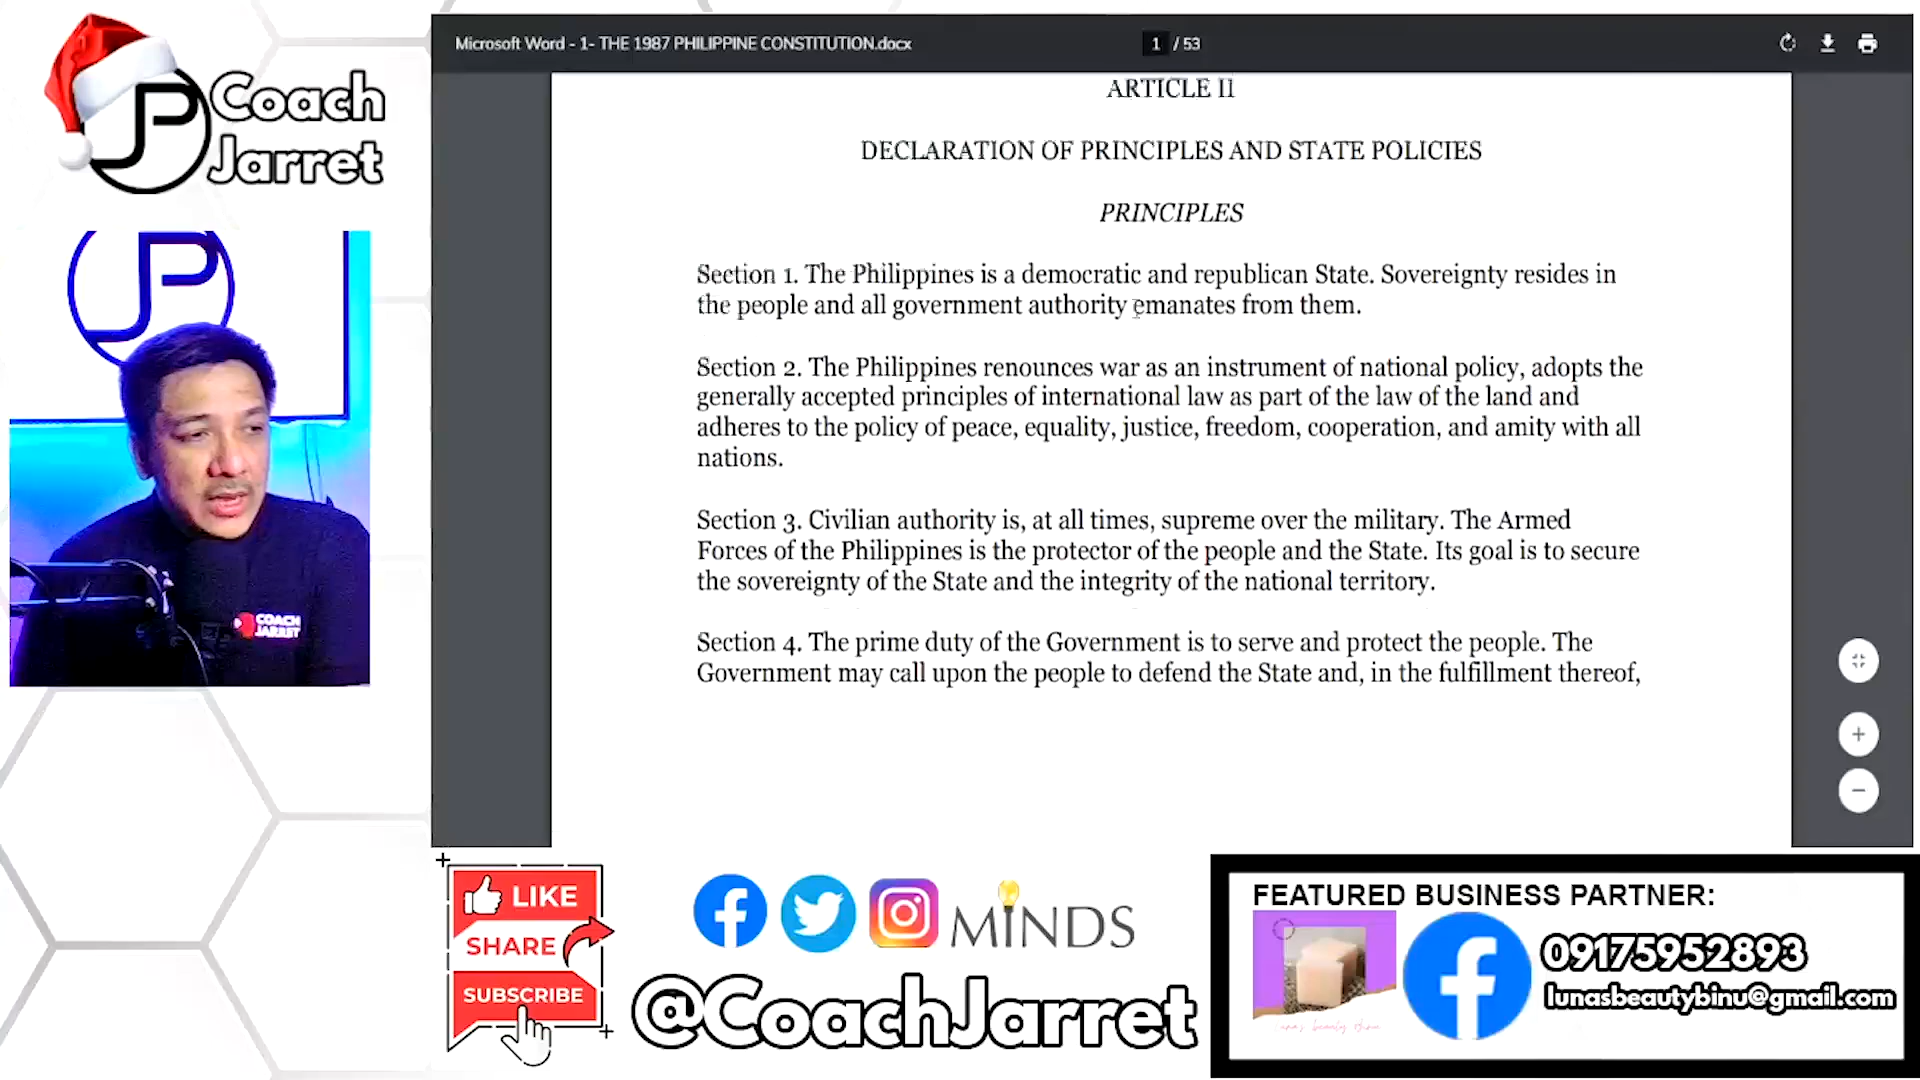 Coach
Jarret
Microsoft Word - 1- THE 1987 PHILIPPINE CONSTITUTION.docx
1 / 53
ARTICLE II
DECLARATION OF PRINCIPLES AND STATE POLICIES
PRINCIPLES
Section 1. The Philippines is a democratic and republican State. Sovereignty resides in
the people and all government authority emanates from them.
Section 2. The Philippines renounces war as an instrument of national policy, adopts the
generally accepted principles of international law as part of the law of the land and
adheres to the policy of peace, equality, justice, freedom, cooperation, and amity with all
nations.
Section 3. Civilian authority is, at all times, supreme over the military. The Armed
Forces of the Philippines is the protector of the people and the State. Its goal is to secure
the sovereignty of the State and the integrity of the national territory.
Section 4. The prime duty of the Government is to serve and protect the people. The
Government may call upon the people to defend the State and, in the fulfillment thereof,
COACH
JARRET
LIKE
SHARE
SUBSCRIBE
MINDS
@CoachJarret
FEATURED BUSINESS PARTNER:
09175952893
lunasbeautybinu@gmail.com